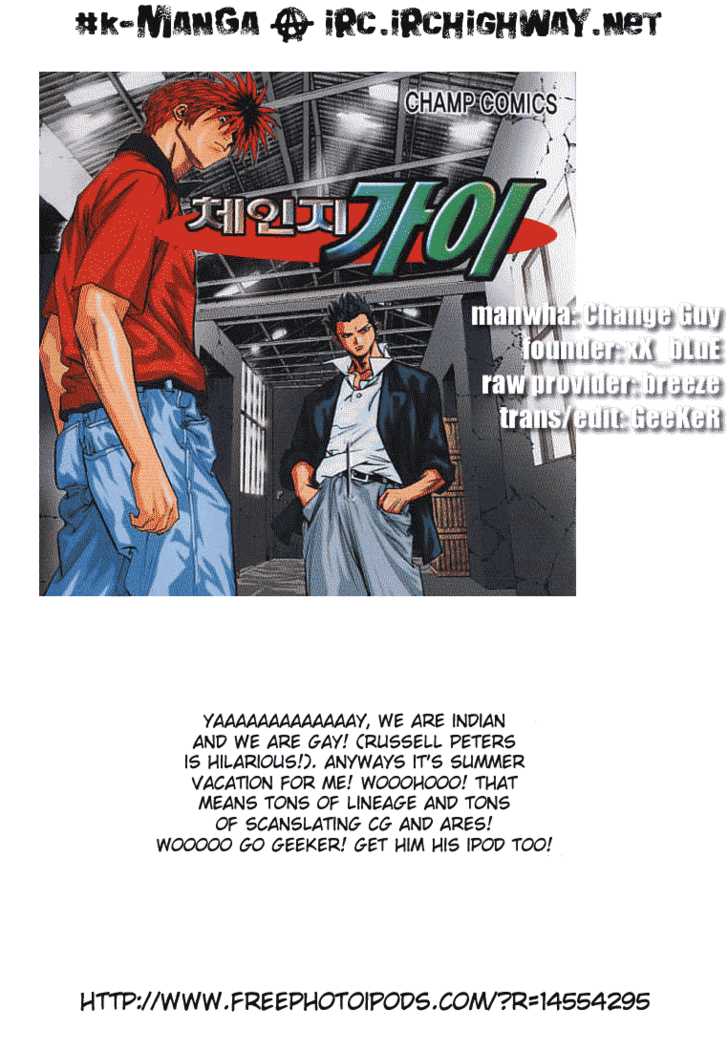 #k-MANGA iRC.iRCHiGHWAY.NeT
CHAMP COMICS
체인지 가이
manwha: Change Guy
founder: xX_bLuE
raw provider: breeze
trans/edit: GeeKeR
YAAAAAAAAAAAAAY, WE ARE INDIAN
AND WE ARE GAY! (RUSSELL PETERS
IS HILARIOUS!). ANYWAYS IT'S SUMMER
VACATION FOR ME! WOOOHOOO! THAT
MEANS TONS OF LINEAGE AND TONS
OF SCANSLATING CG AND ARES!
WOOOOO GO GEEKER! GET HIM HIS IPOD TOO!
HTTP://WWW.FREEPHOTOIPODS.COM/?R=14554295